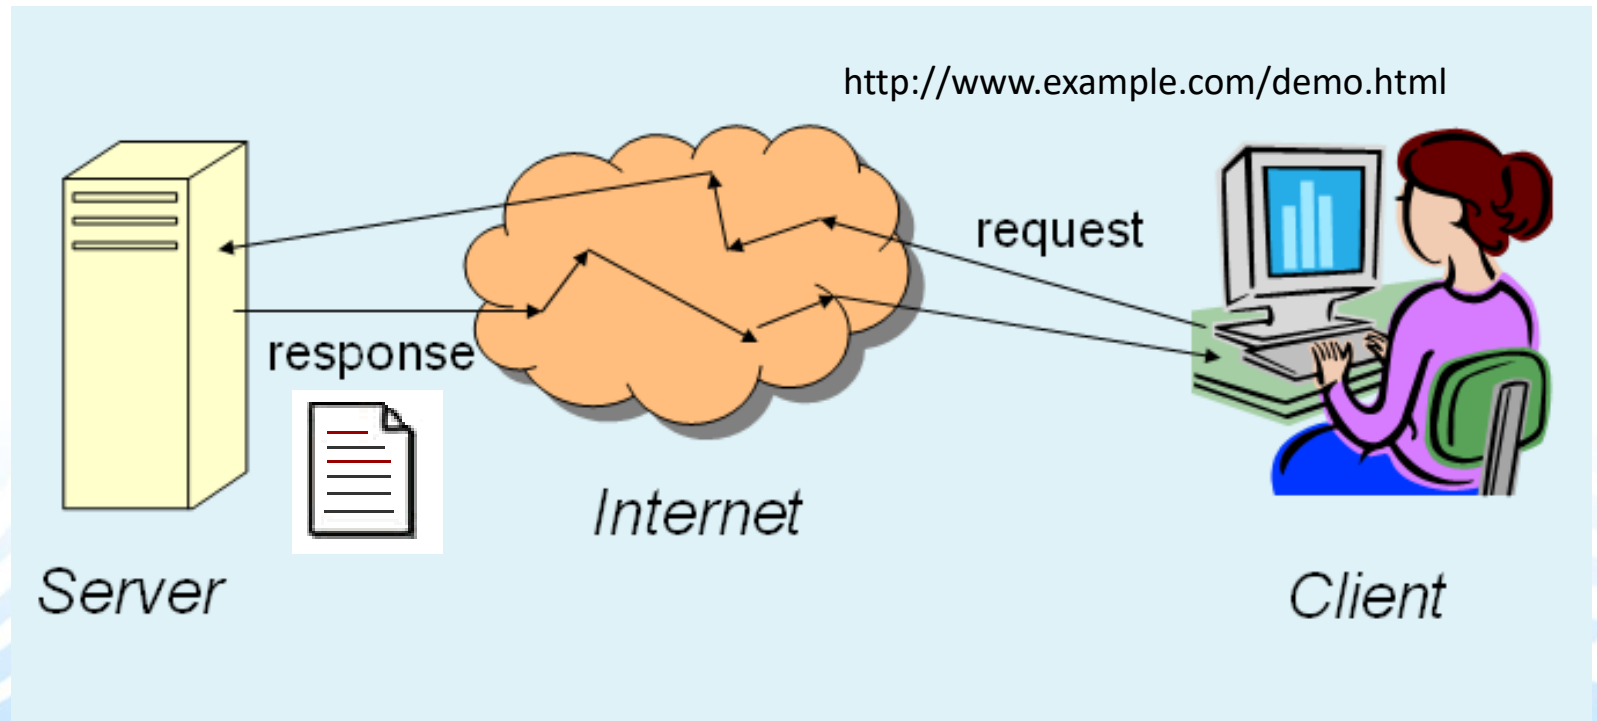 http://www.example.com/demo.html
request
response
Internet
Server
Client